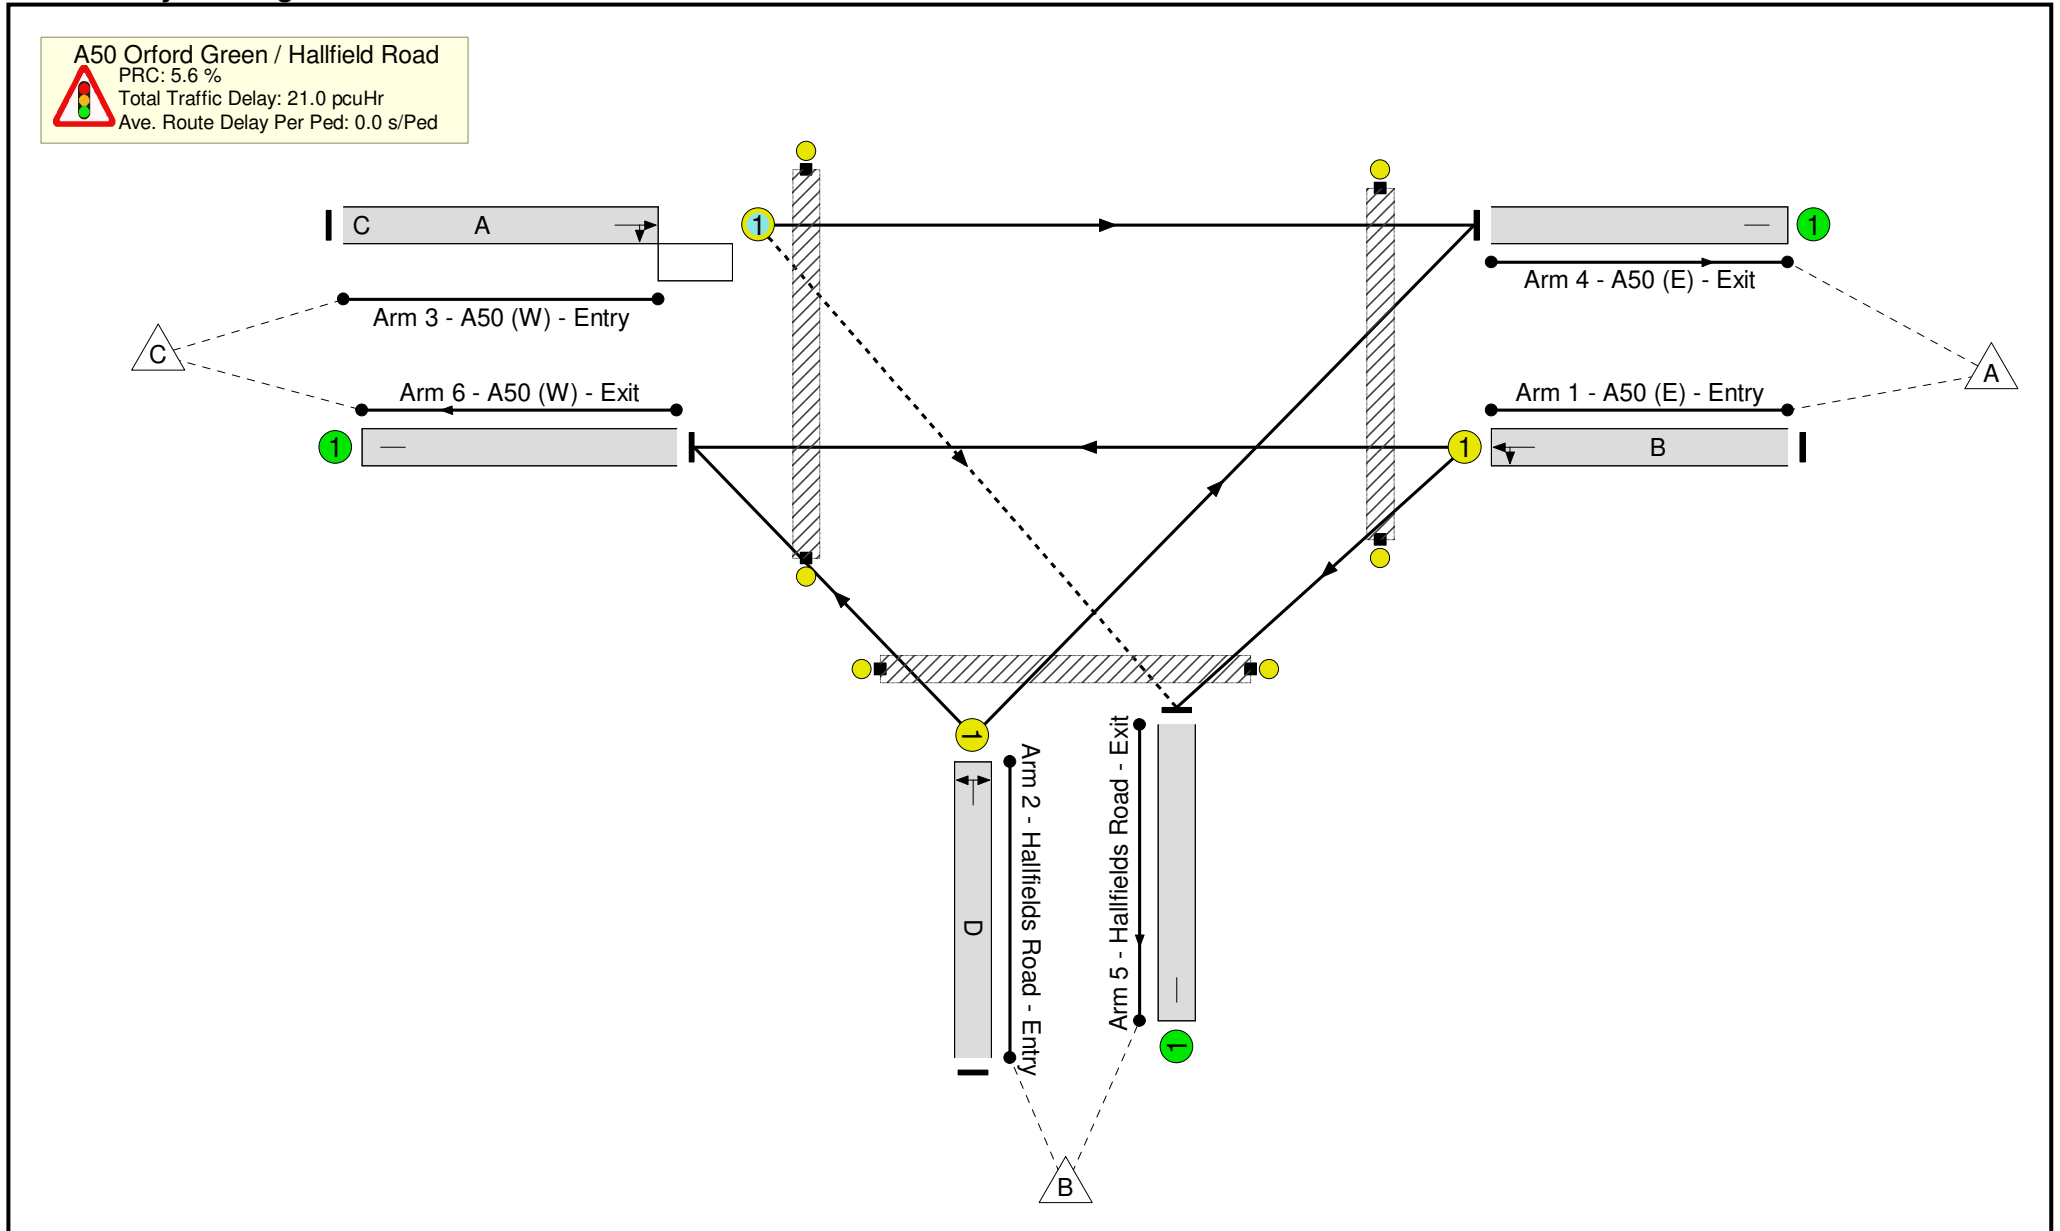 A50 Orford Green / Hallfield Road
PRC: 5.6 %
Total Traffic Delay: 21.0 pcuHr
Ave. Route Delay Per Ped: 0.0 s/Ped
C A 1
1
Arm 4 - A50 (E) - Exit
Arm 3 - A50 (W) - Entry
C
A
Arm 6 - A50 (W) - Exit
Arm 1 - A50 (E) - Entry
1
1 B
Arm 2 - Hallfields Road - Entry
Arm 5 - Hallfields Road - Exit
1
D
1
B